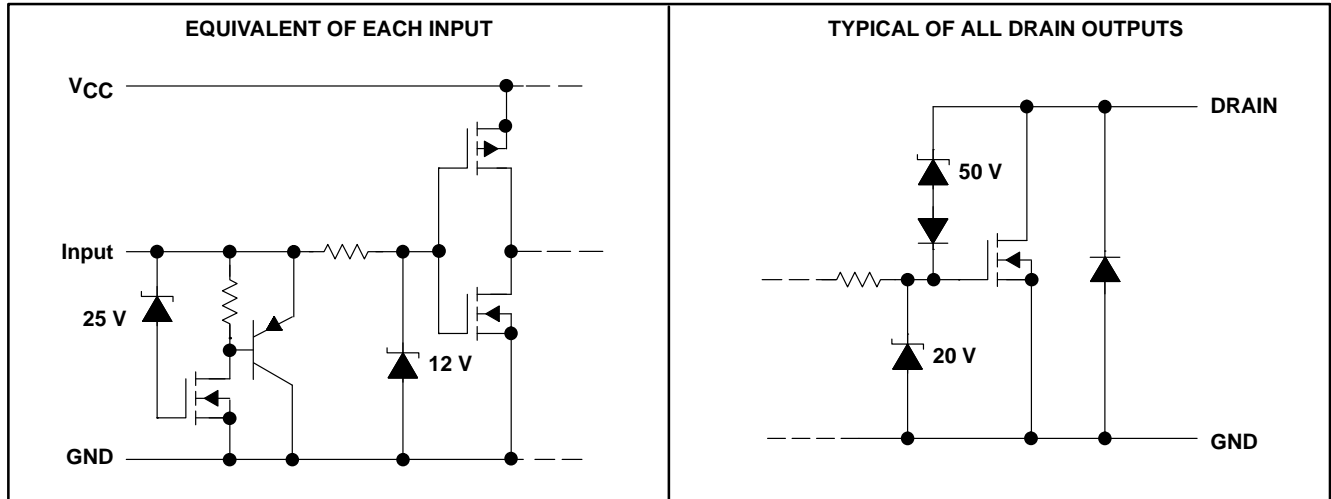 EQUIVALENT OF EACH INPUT
VCC
Input
25 V
12 V
GND
TYPICAL OF ALL DRAIN OUTPUTS
DRAIN
50 V
20 V
GND